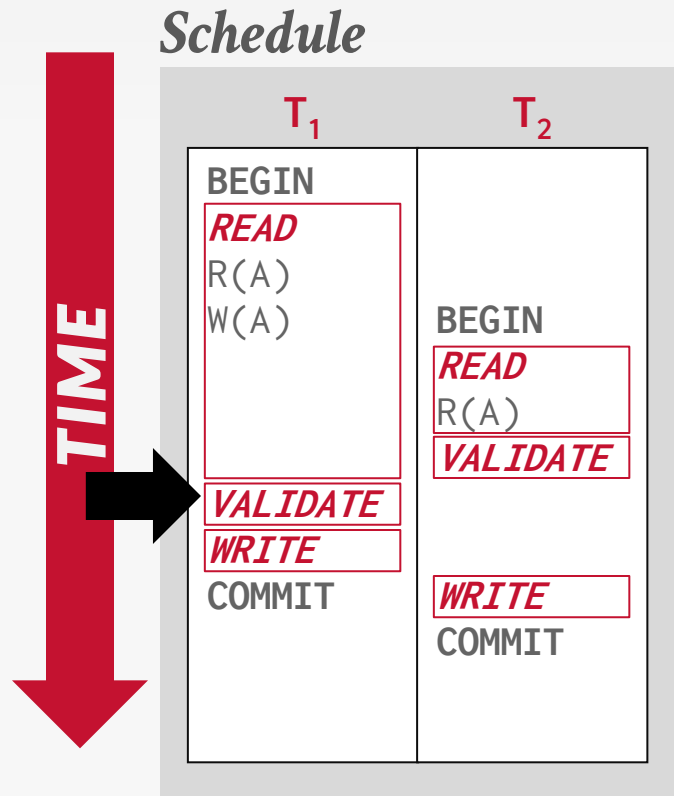 Schedule
TIME
T1 T2
BEGIN
READ
R(A)
W(A) BEGIN
READ
R(A)
VALIDATE
VALIDATE
WRITE
COMMIT WRITE
COMMIT